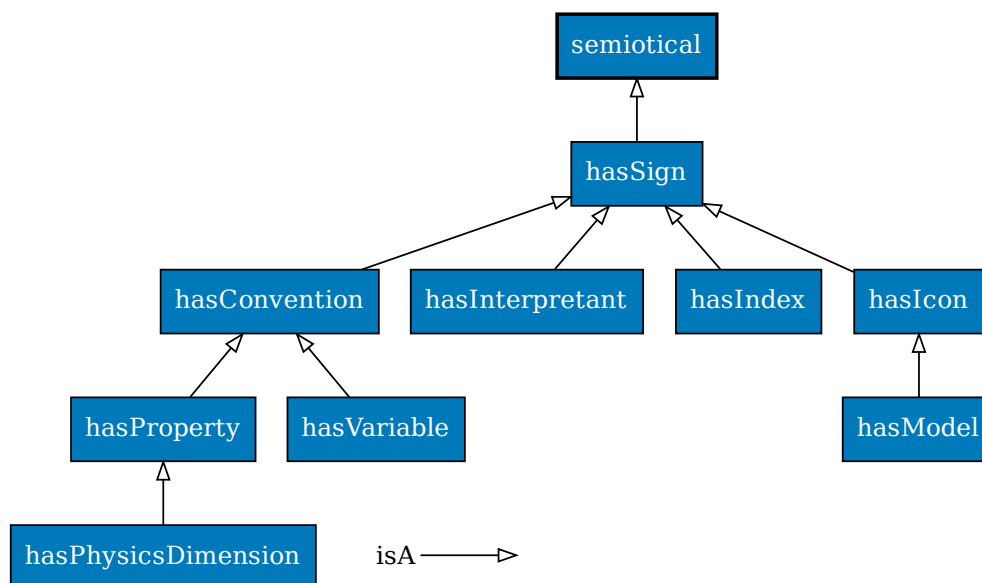 semiotical
hasSign
hasConvention
hasInterpretant
hasIndex
hasIcon
hasProperty
hasVariable
hasModel
hasPhysicsDimension
isA